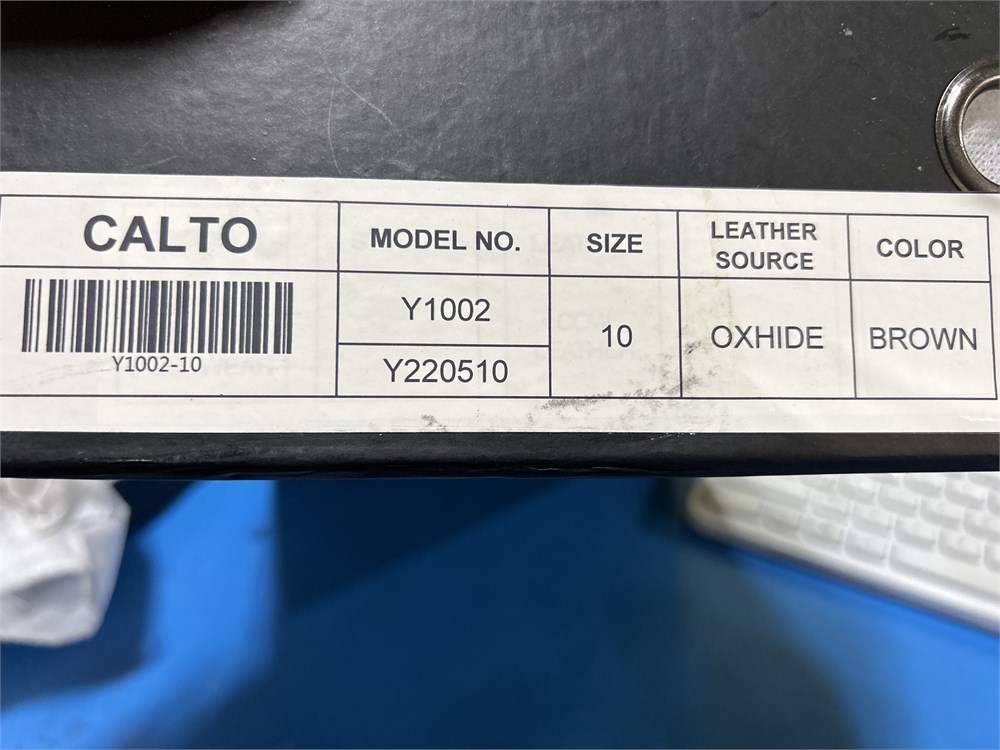 CALTO
MODEL NO.
SIZE
LEATHER
SOURCE
COLOR
Y1002-10
Y1002
Y220510
10
OXHIDE
BROWN